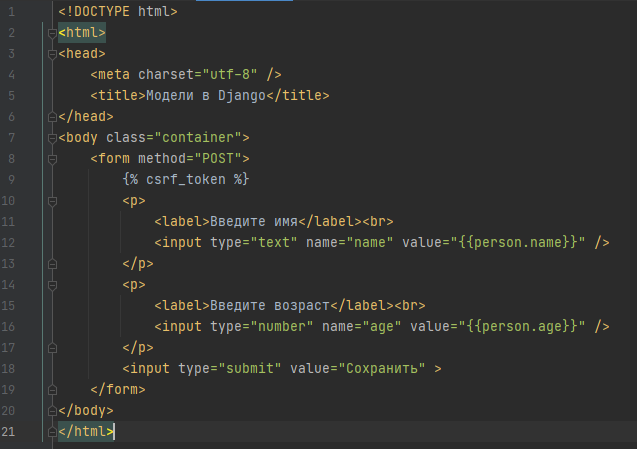 1 <!DOCTYPE html>
2 <html>
3 <head>
4     <meta charset="utf-8" />
5     <title>Модели в Django</title>
6 </head>
7 <body class="container">
8     <form method="POST">
9         {% csrf_token %}
10         <p>
11             <label>Введите имя</label><br>
12             <input type="text" name="name" value="{{person.name}}" />
13         </p>
14         <p>
15             <label>Введите возраст</label><br>
16             <input type="number" name="age" value="{{person.age}}" />
17         </p>
18         <input type="submit" value="Сохранить" >
19     </form>
20 </body>
21 </html>